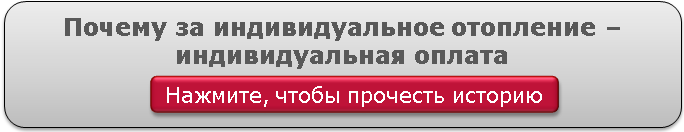 Почему за индивидуальное отопление –
индивидуальная оплата
Нажмите, чтобы прочесть историю